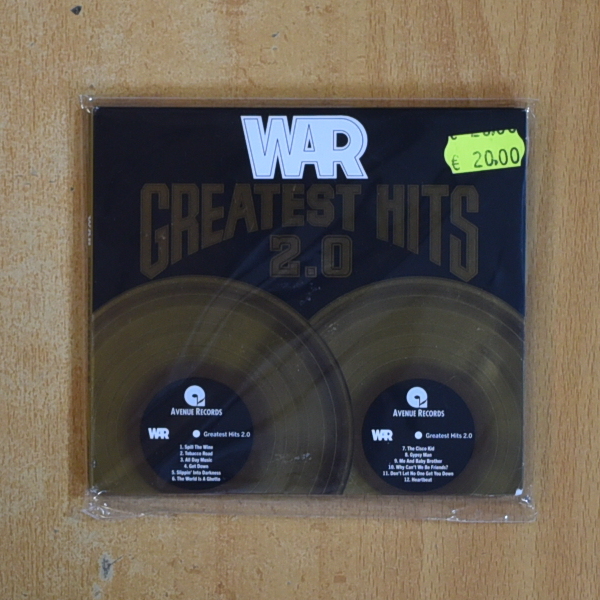 WAR
€ 20,00
€ 20,00
GREATEST HITS
2.0
WAR
AVENUE RECORDS
WAR Greatest Hits 2.0
1. Spill The Wine
2. Tobacco Road
3. All Day Music
4. Get Down
5. Slippin' Into Darkness
6. The World Is A Ghetto
AVENUE RECORDS
WAR Greatest Hits 2.0
7. The Cisco Kid
8. Gypsy Man
9. Me And Baby Brother
10. Why Can't We Be Friends?
11. Don't Let No One Get You Down
12. Heartbeat